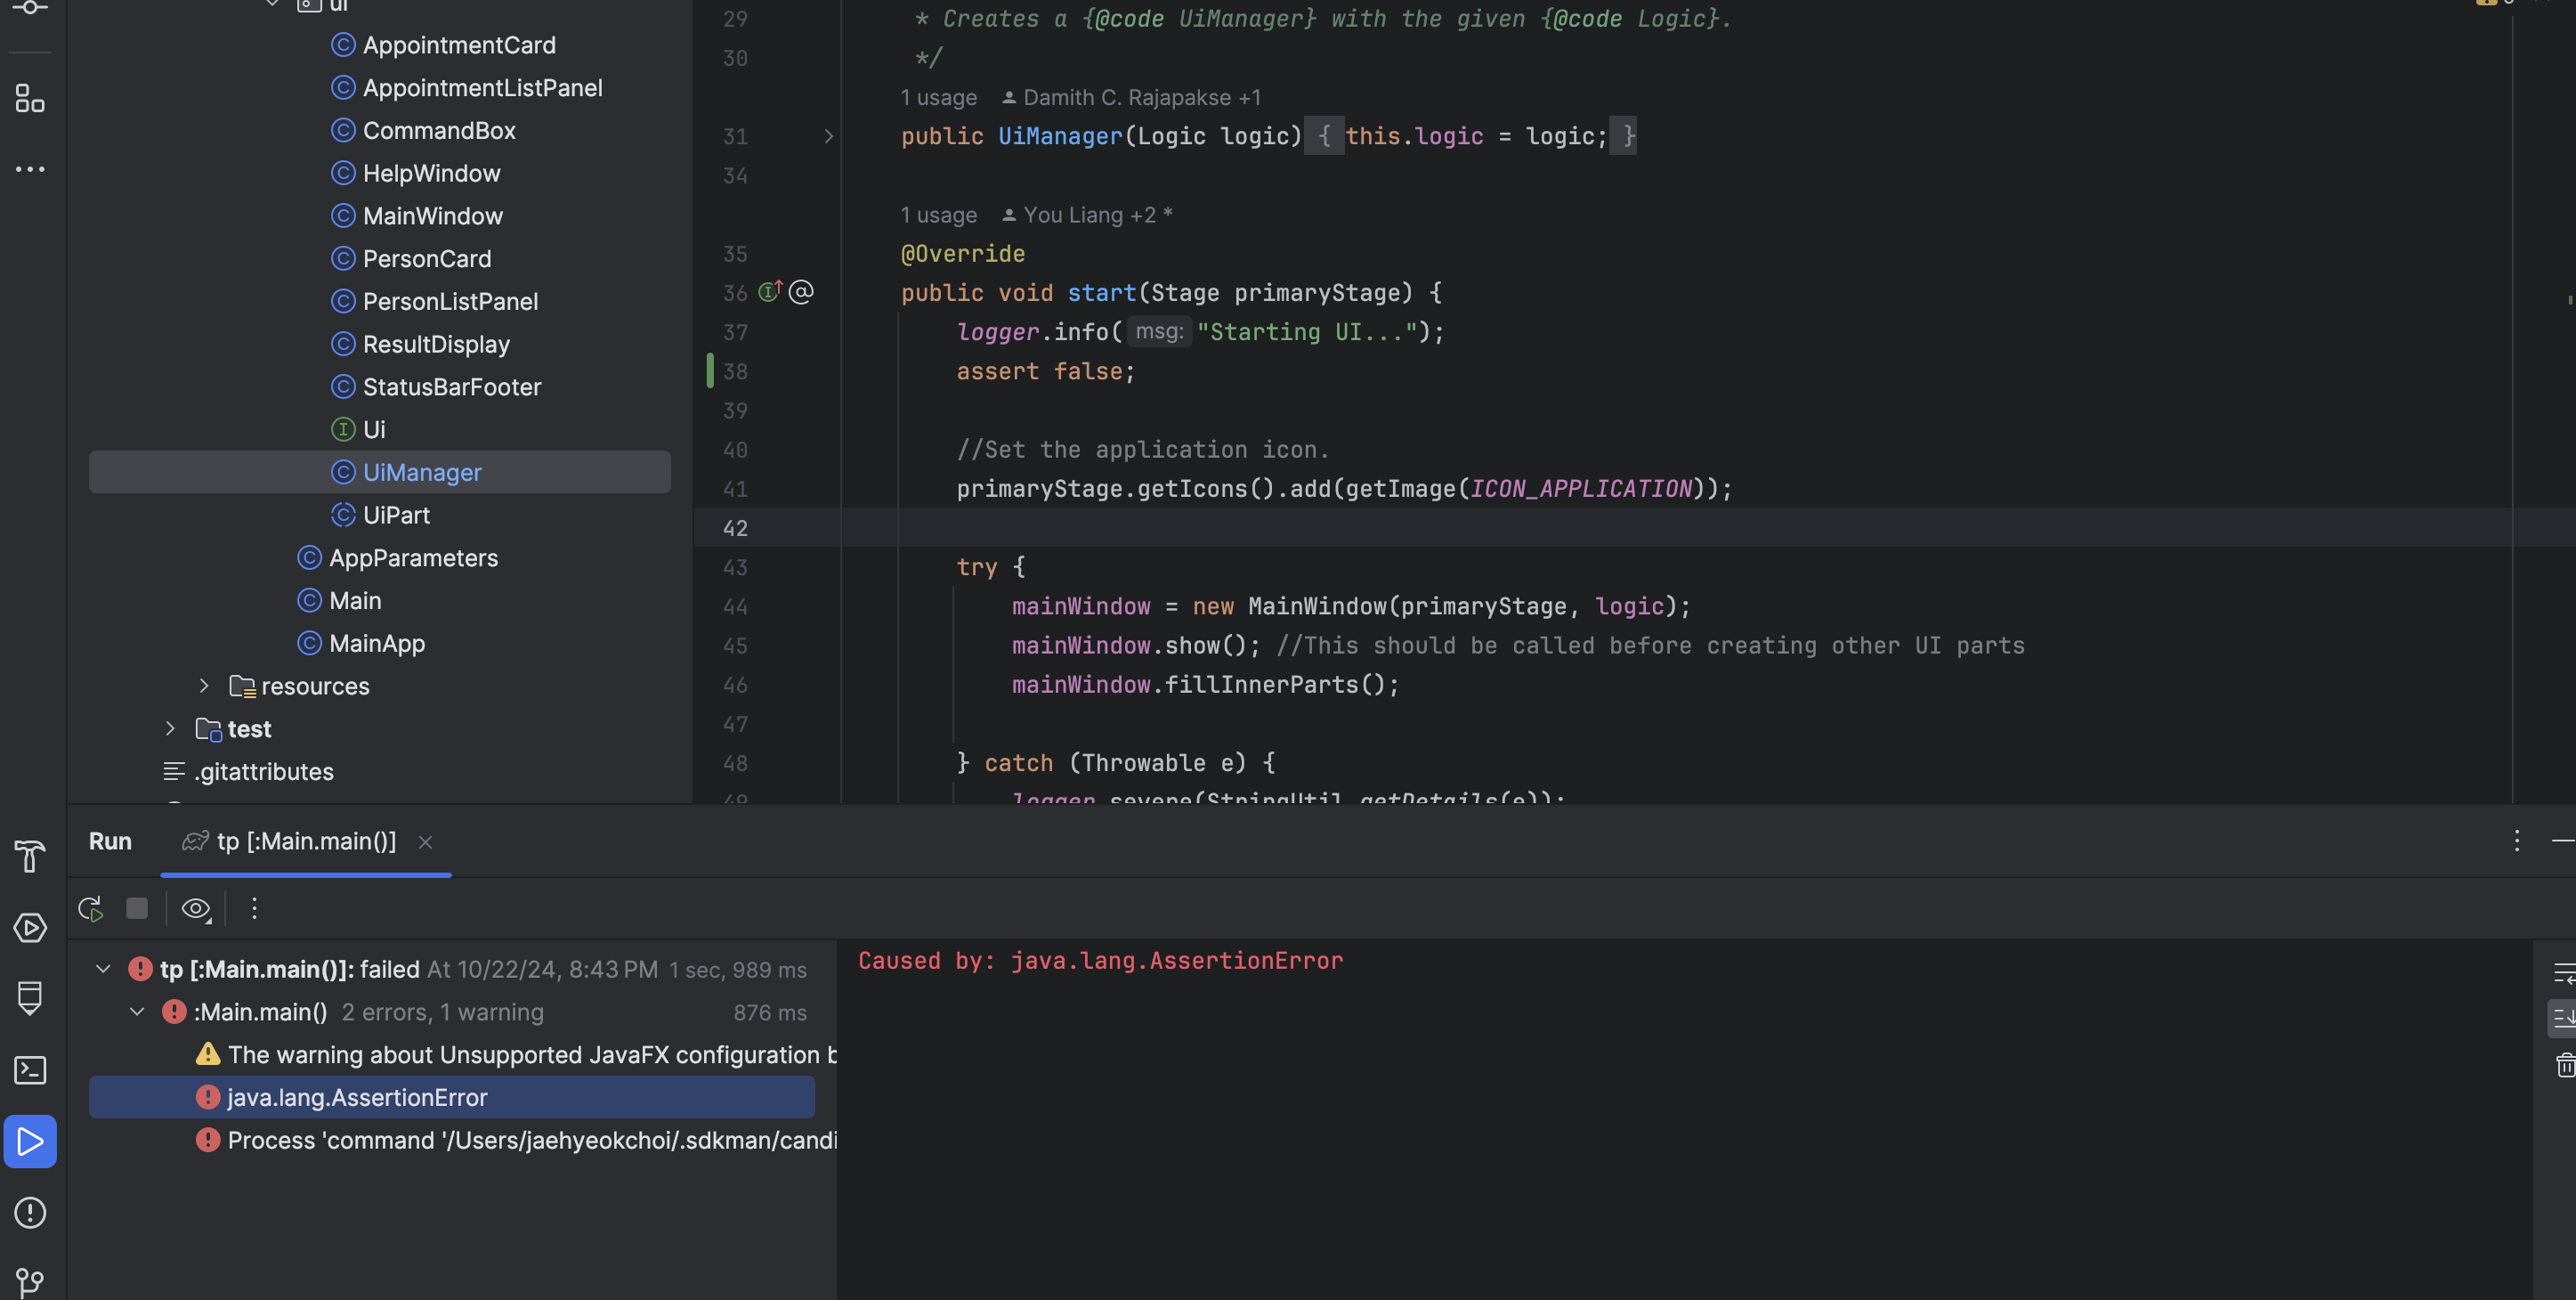 ui
AppointmentCard
AppointmentListPanel
CommandBox
HelpWindow
MainWindow
PersonCard
PersonListPanel
ResultDisplay
StatusBarFooter
Ui
UiManager
UiPart
AppParameters
Main
MainApp
resources
test
.gitattributes
29 * Creates a {@code UiManager} with the given {@code Logic}.
30 */
1 usage Damith C. Rajapakse +1
31 public UiManager(Logic logic) { this.logic = logic; }
34
1 usage You Liang +2 *
35 @Override
36 public void start(Stage primaryStage) {
37 logger.info( msg: "Starting UI...");
38 assert false;
39
40 //Set the application icon.
41 primaryStage.getIcons().add(getImage(ICON_APPLICATION));
42
43 try {
44 mainWindow = new MainWindow(primaryStage, logic);
45 mainWindow.show(); //This should be called before creating other UI parts
46 mainWindow.fillInnerParts();
47
48 } catch (Throwable e) {
49 logger.severe(StringUtil.getDetails(e));
Run tp [:Main.main()]
tp [:Main.main()]: failed At 10/22/24, 8:43 PM 1 sec, 989 ms
:Main.main() 2 errors, 1 warning 876 ms
The warning about Unsupported JavaFX configuration b
java.lang.AssertionError
Process 'command '/Users/jaehyeokchoi/.sdkman/candi
Caused by: java.lang.AssertionError